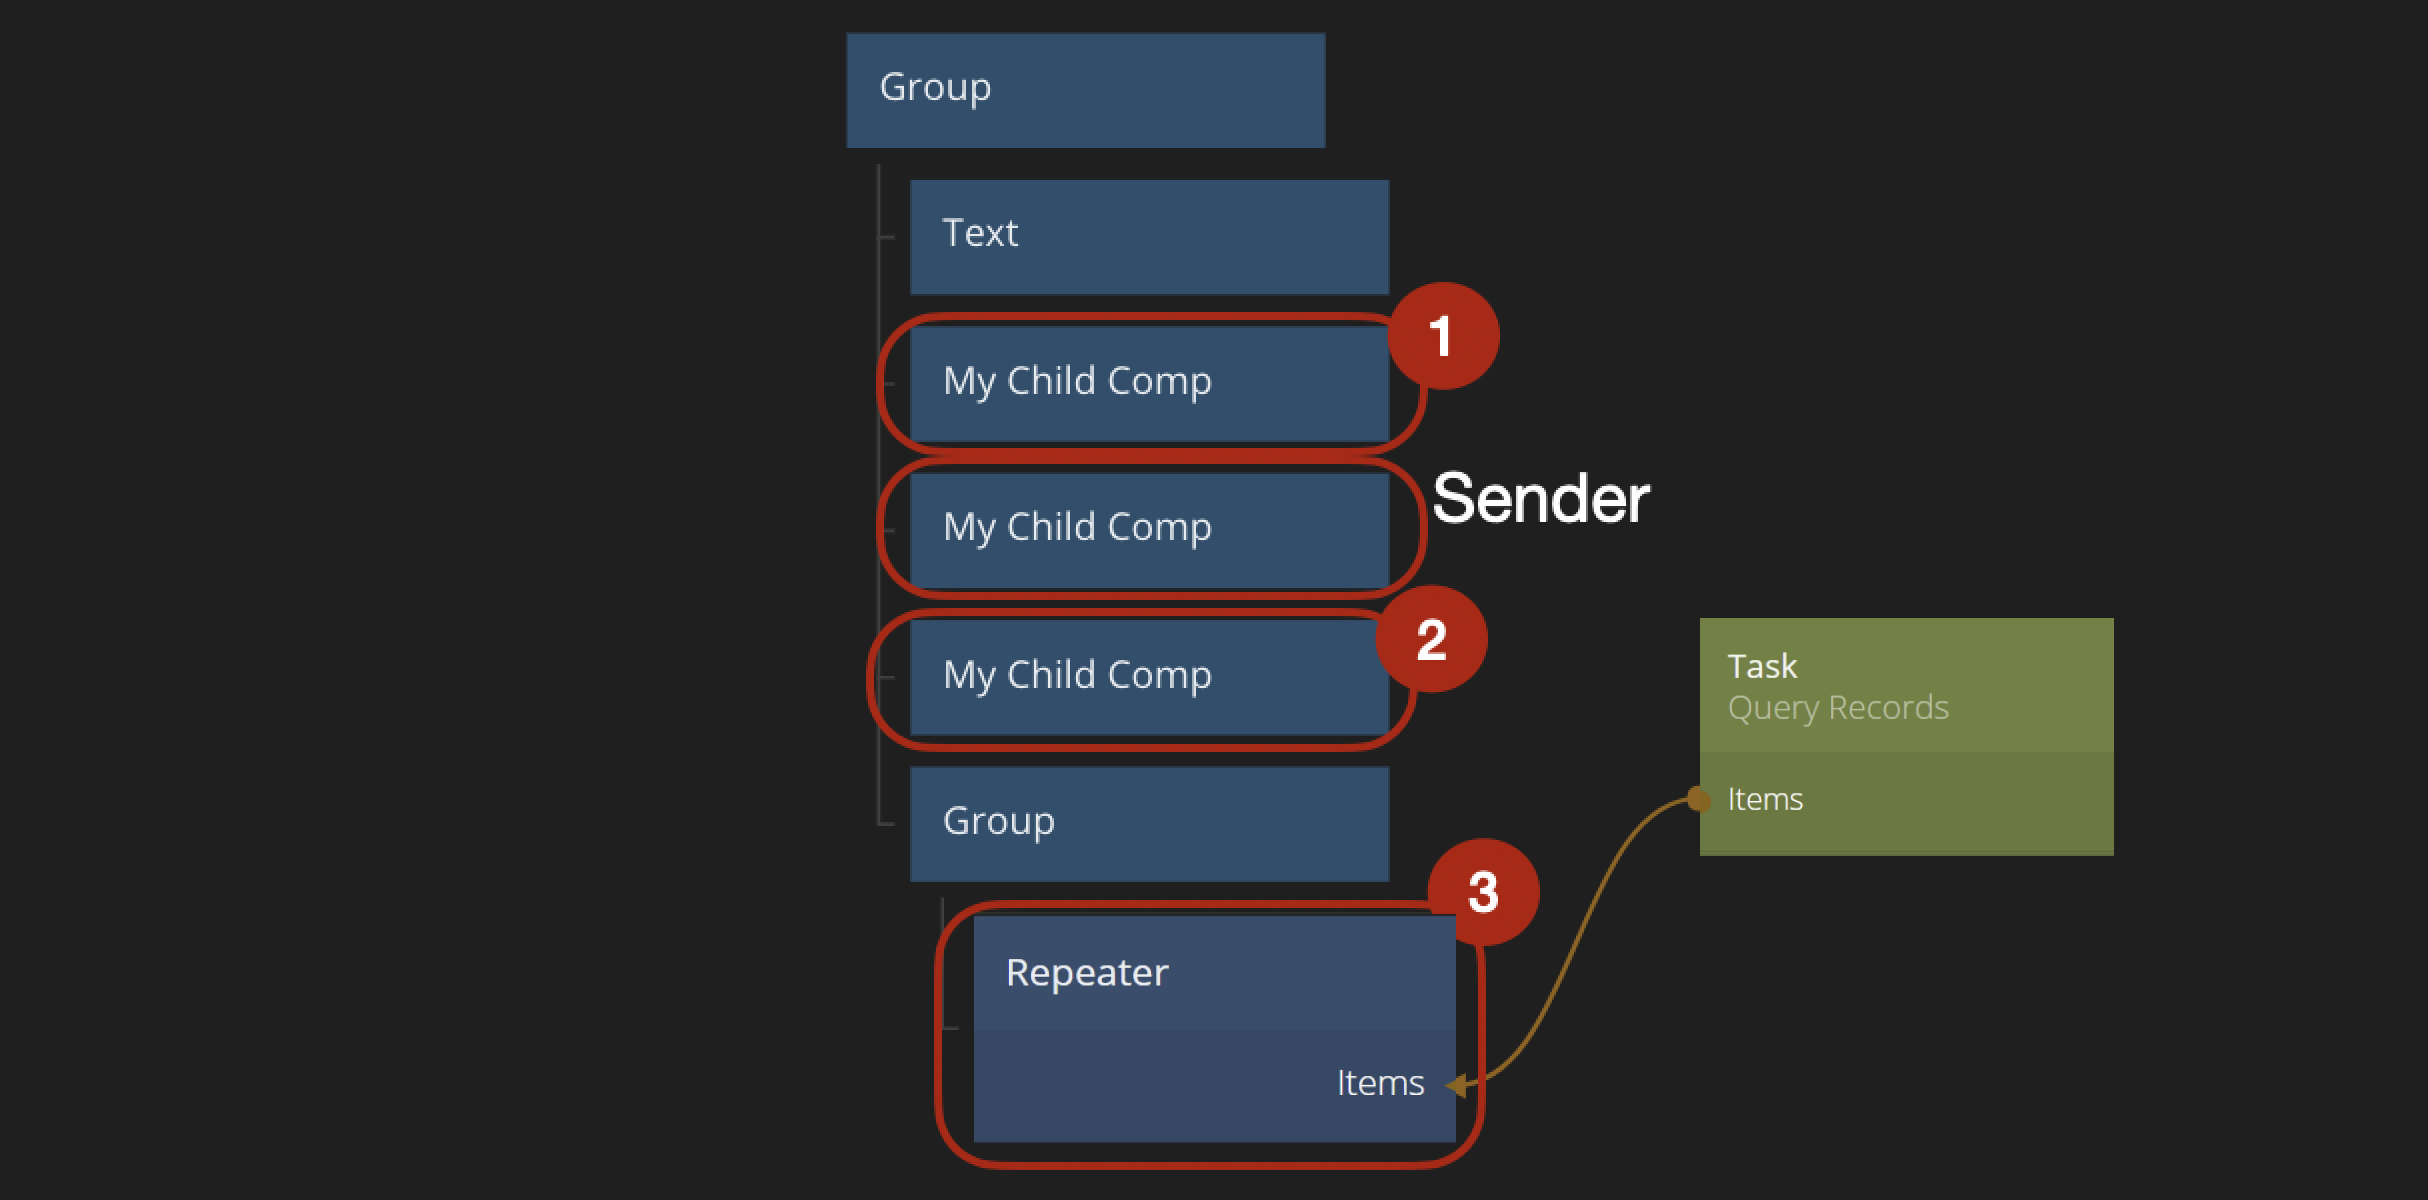 Group
Text
1
My Child Comp
My Child Comp
Sender
2
My Child Comp
Task
Query Records
Items
Group
3
Repeater
Items